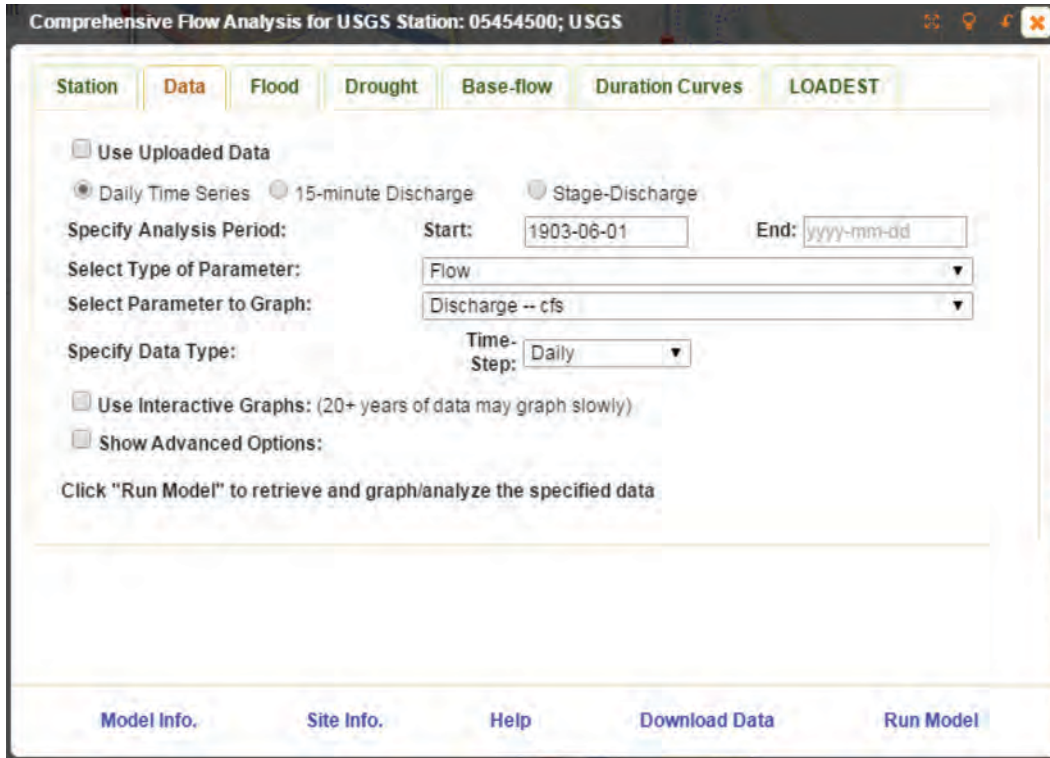 Comprehensive Flow Analysis for USGS Station: 05454500; USGS
Station Data Flood Drought Base-flow Duration Curves LOADEST
Use Uploaded Data
Daily Time Series 15-minute Discharge Stage-Discharge
Specify Analysis Period: Start: 1903-06-01 End: yyyy-mm-dd
Select Type of Parameter: Flow
Select Parameter to Graph: Discharge -- cfs
Specify Data Type: Time-Step: Daily
Use Interactive Graphs: (20+ years of data may graph slowly)
Show Advanced Options:
Click "Run Model" to retrieve and graph/analyze the specified data
Model Info. Site Info. Help Download Data Run Model